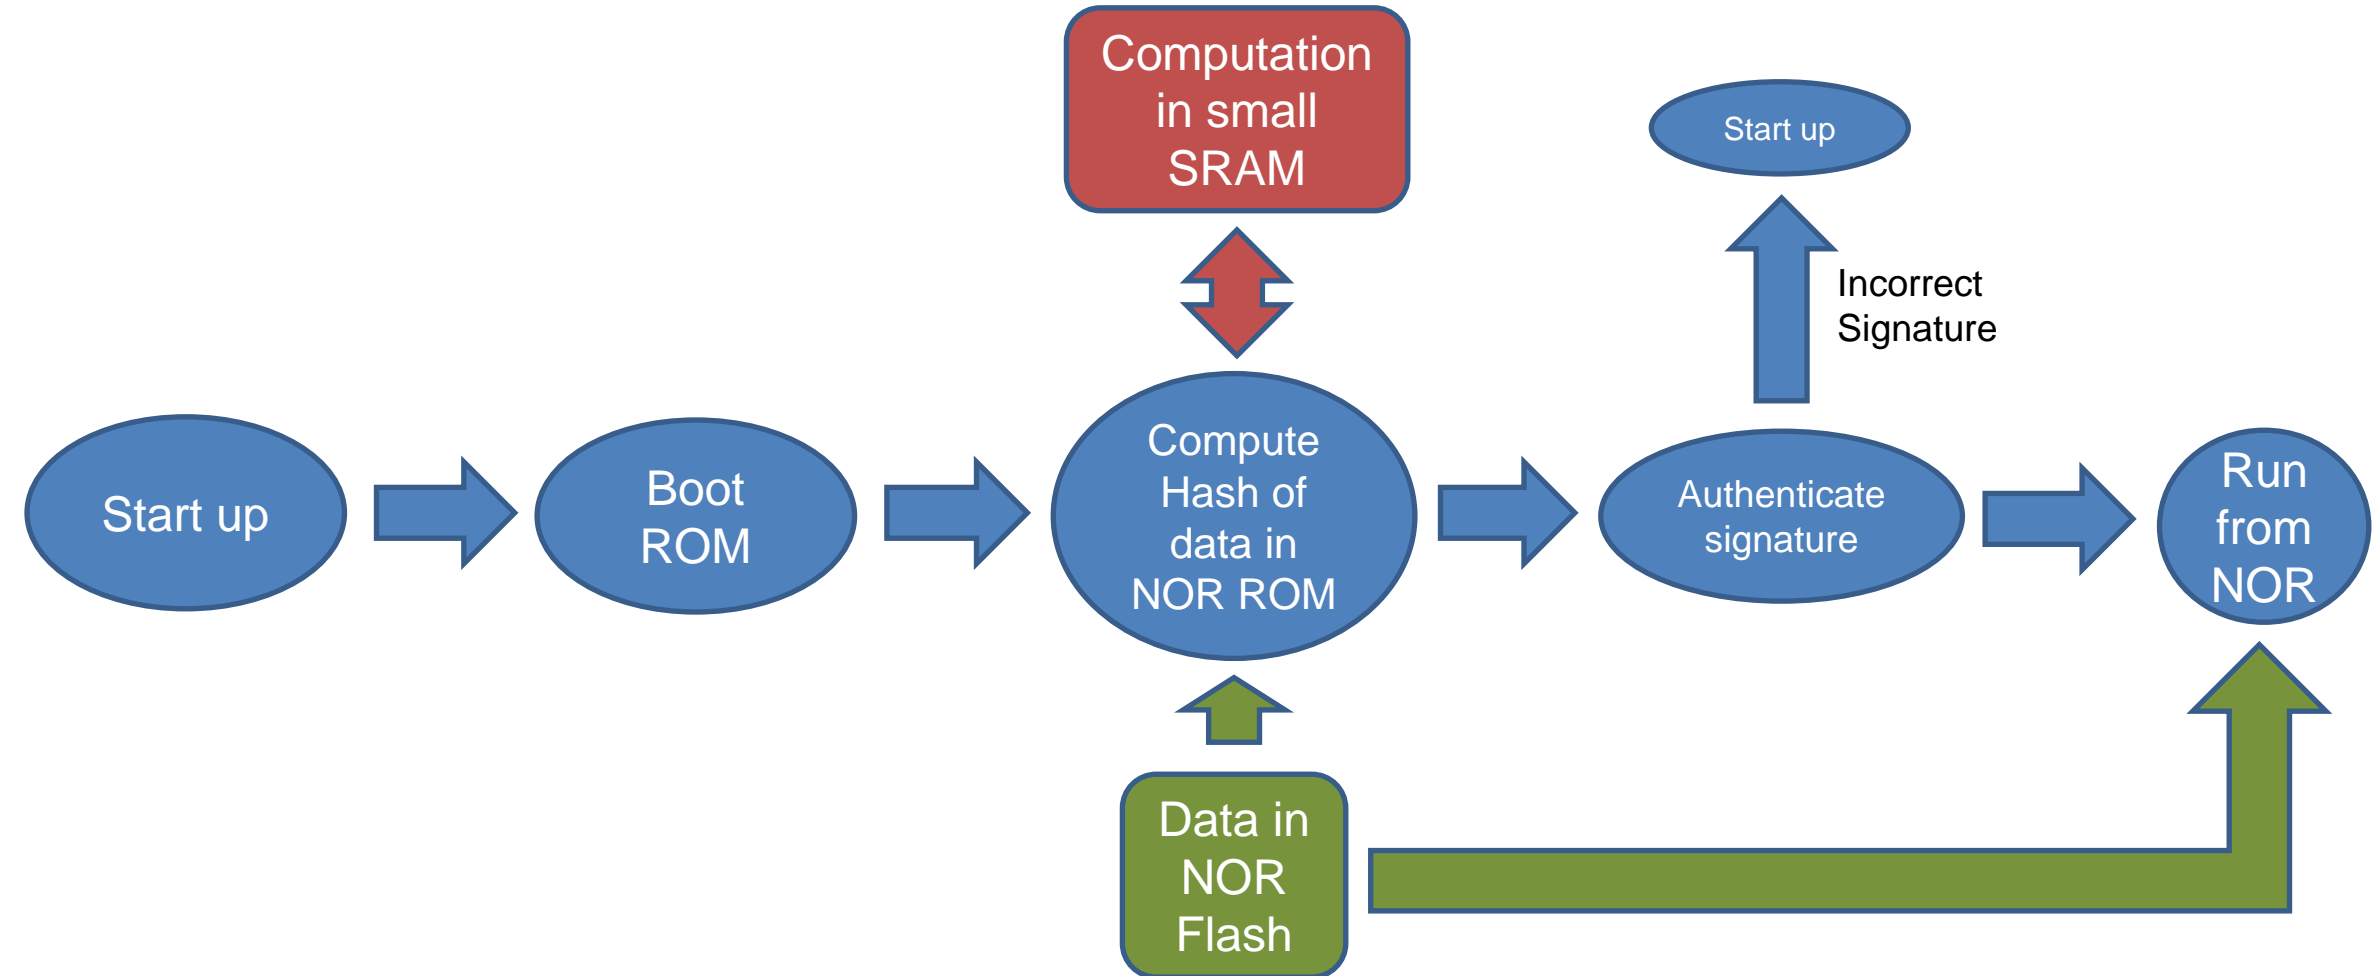 Computation
in small
SRAM
Start up
Incorrect
Signature
Start up
Boot
ROM
Compute
Hash of
data in
NOR ROM
Authenticate
signature
Run
from
NOR
Data in
NOR
Flash